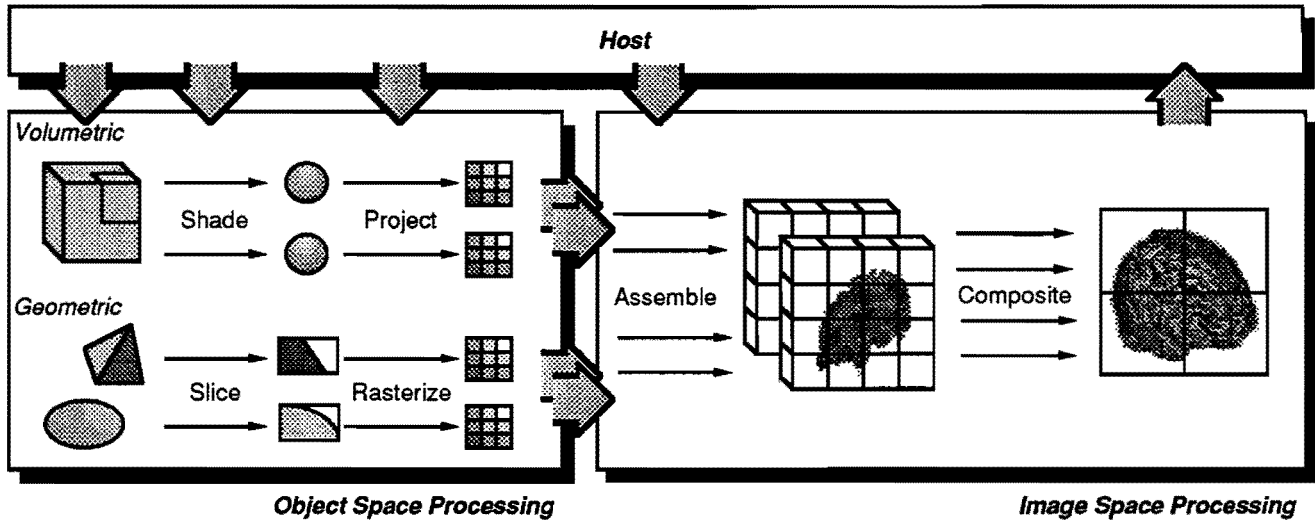 Host
Volumetric
Shade
Project
Geometric
Slice
Rasterize
Assemble
Composite
Object Space Processing
Image Space Processing